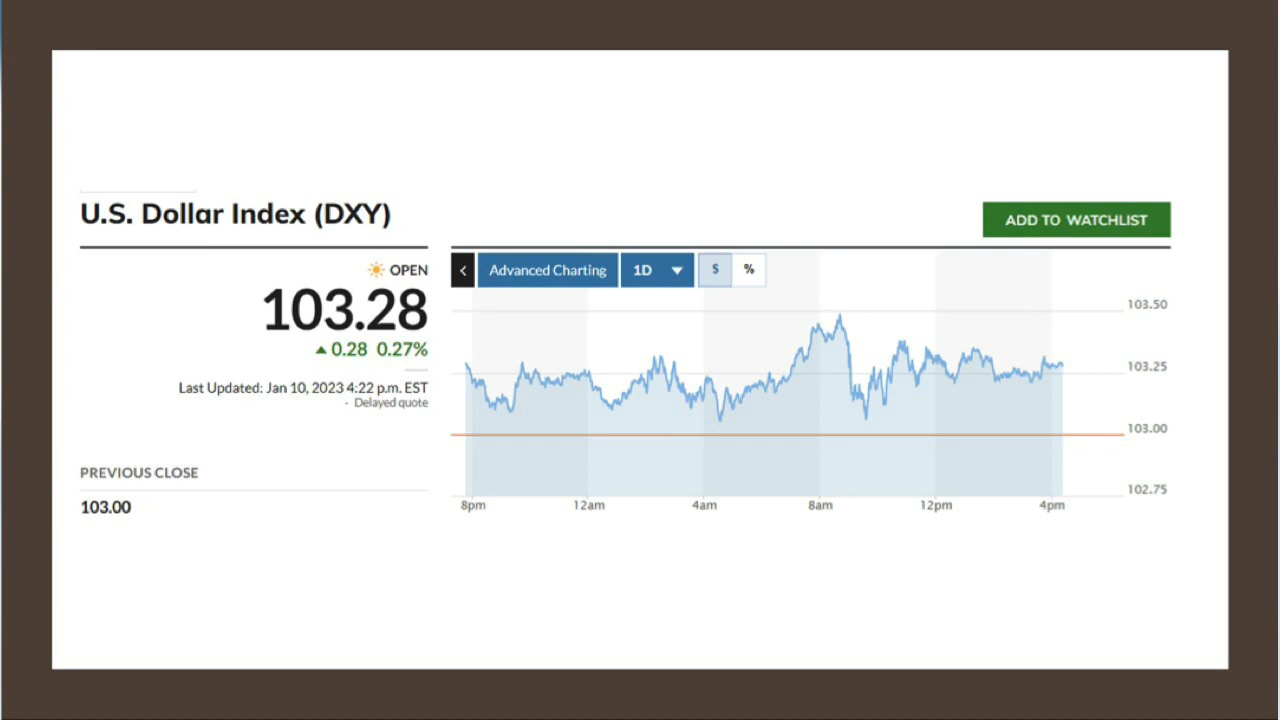 U.S. Dollar Index (DXY)
ADD TO WATCHLIST
OPEN
103.28
0.28 0.27%
Last Updated: Jan 10, 2023 4:22 p.m. EST
- Delayed quote
PREVIOUS CLOSE
103.00
Advanced Charting 1D $ %
103.50
103.25
103.00
102.75
8pm 12am 4am 8am 12pm 4pm